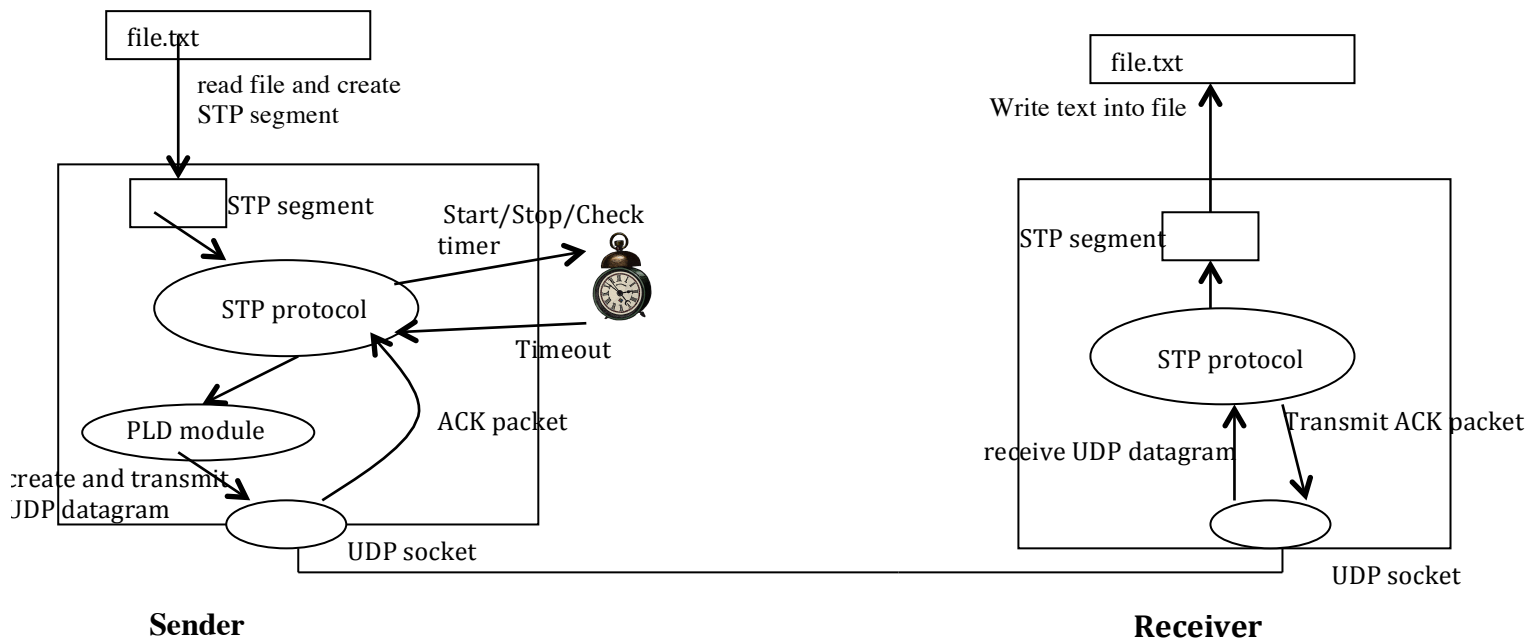 file.txt
read file and create
STP segment
STP segment
Start/Stop/Check
timer
STP protocol
Timeout
PLD module
ACK packet
create and transmit
UDP datagram
UDP socket
Sender
file.txt
Write text into file
STP segment
STP protocol
Transmit ACK packet
receive UDP datagram
UDP socket
Receiver